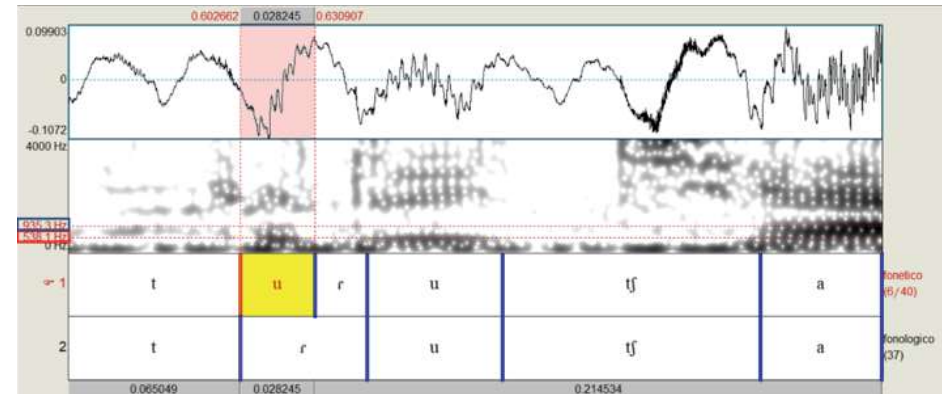 0.602662 0.028245 0.630907
0.09903
0
-0.1072
4000 Hz
935.3 Hz
538.1 Hz
0 Hz
1 t u ɾ u tʃ a fonetico
(6/40)
2 t ɾ u tʃ a fonologico
(37)
0.065049 0.028245 0.214534